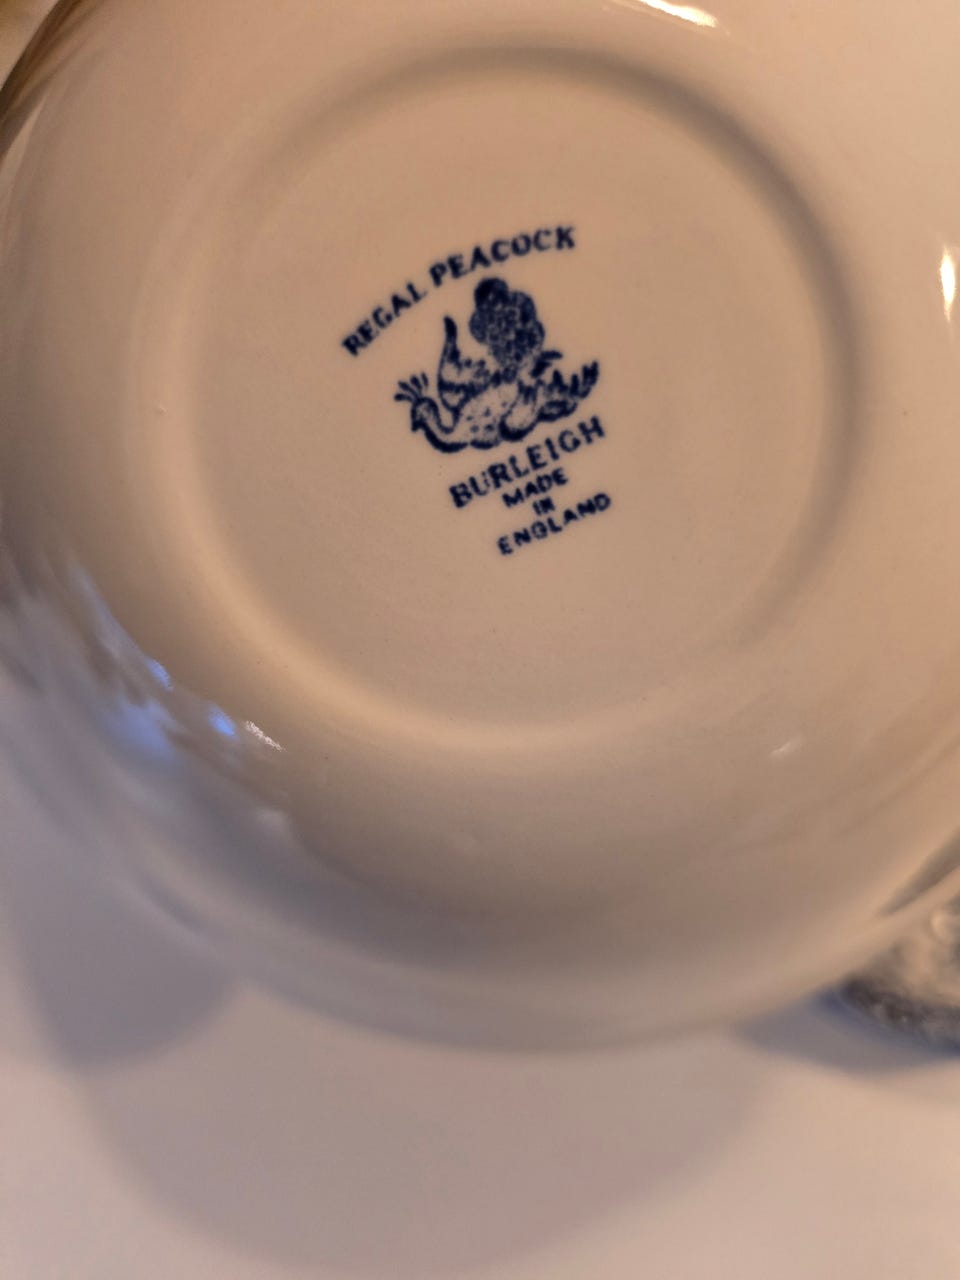 REGAL PEACOCK
BURLEIGH
MADE
IN
ENGLAND